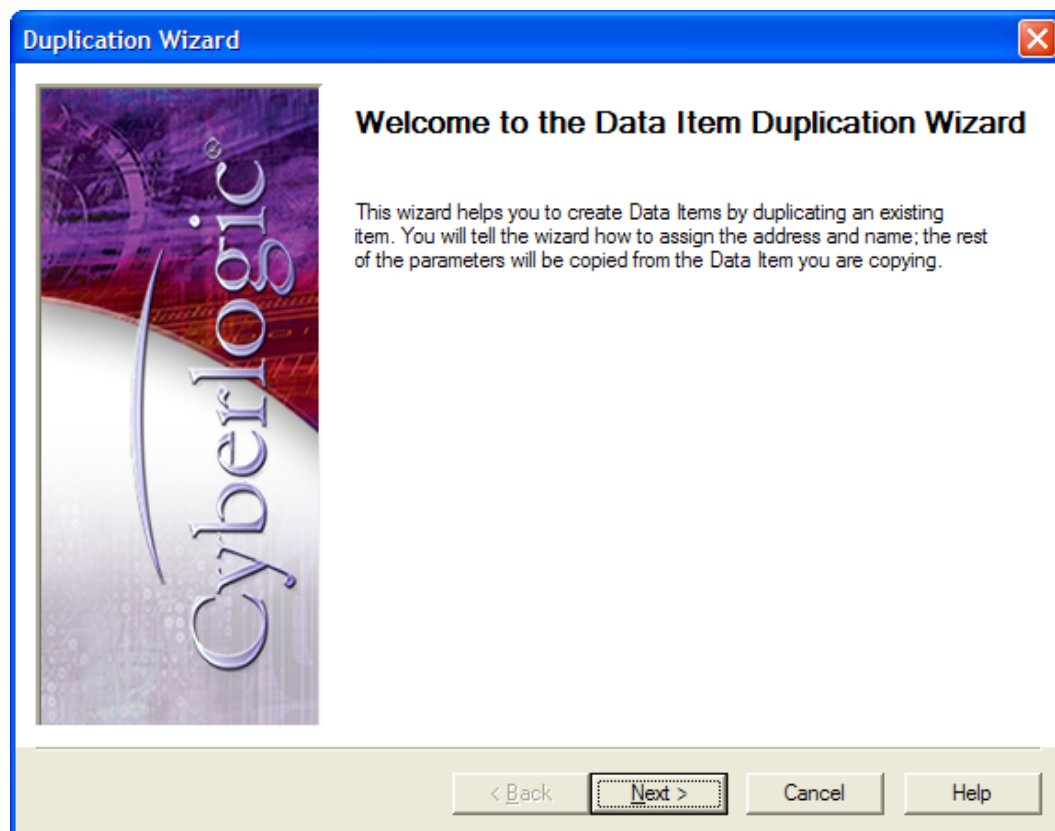 Duplication Wizard
Cyberlogic®
Welcome to the Data Item Duplication Wizard
This wizard helps you to create Data Items by duplicating an existing
item. You will tell the wizard how to assign the address and name; the rest
of the parameters will be copied from the Data Item you are copying.
< Back
Next >
Cancel
Help